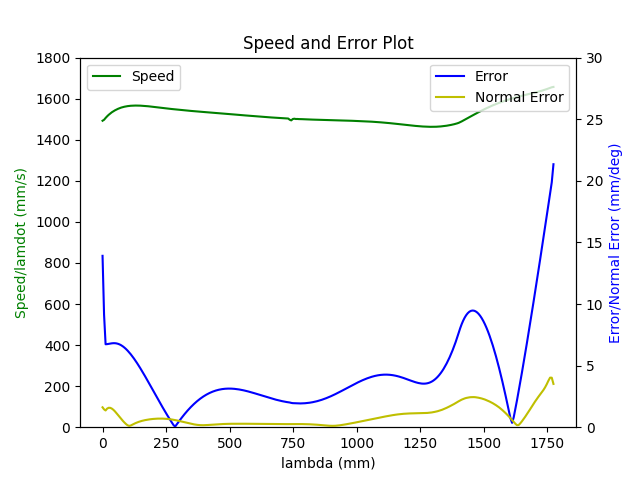 Speed and Error Plot
Speed
Error
Normal Error
1800
1600
1400
1200
1000
800
600
400
200
0
Speed/lamdot (mm/s)
30
25
20
15
10
5
0
Error/Normal Error (mm/deg)
0 250 500 750 1000 1250 1500 1750
lambda (mm)